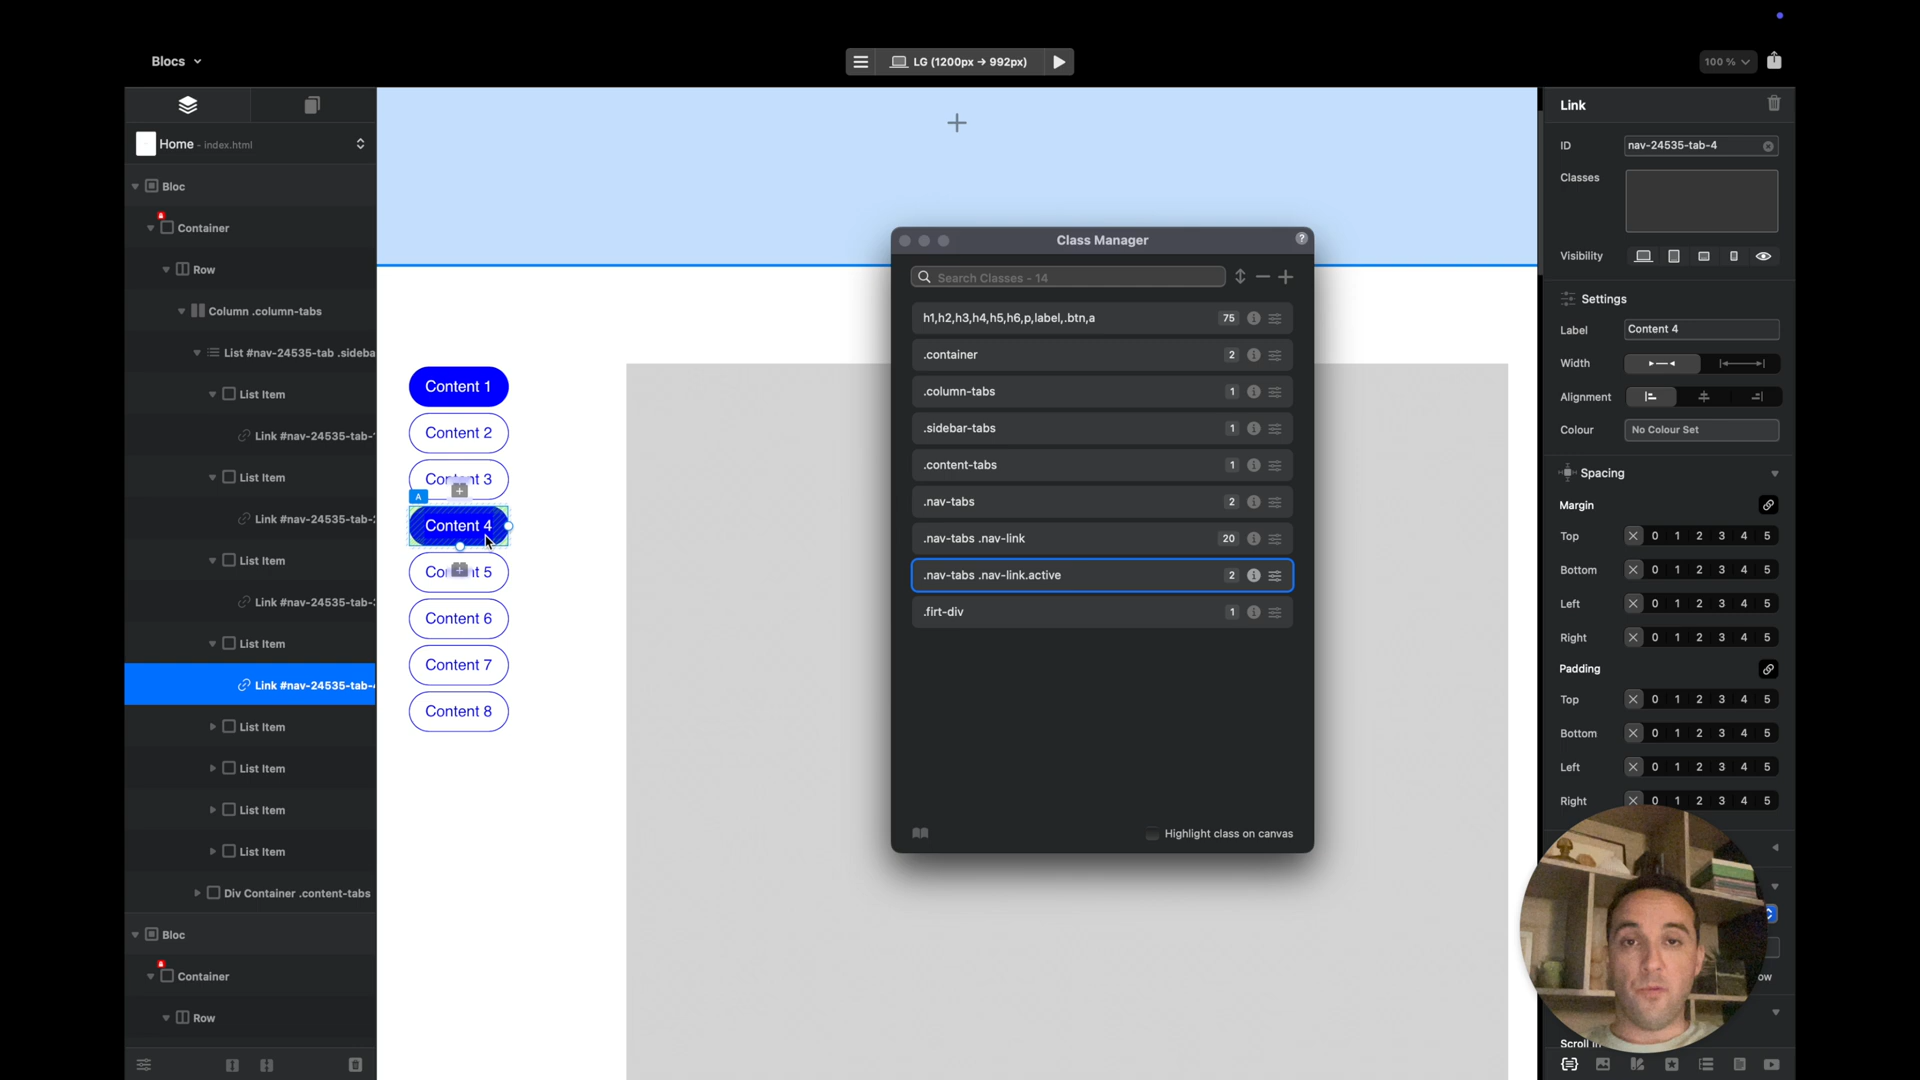 Blocs
LG (1200px → 992px)
100 %
Home - index.html
Bloc
Container
Row
Column .column-tabs
List #nav-24535-tab .sideba
List Item
Link #nav-24535-tab-
List Item
Link #nav-24535-tab-
List Item
Link #nav-24535-tab-
List Item
Link #nav-24535-tab-
List Item
List Item
List Item
List Item
Div Container .content-tabs
Bloc
Container
Row
Content 1
Content 2
Content 3
A
Content 4
Content 5
Content 6
Content 7
Content 8
Class Manager
?
Search Classes - 14
h1,h2,h3,h4,h5,h6,p,label,.btn,a 75
.container 2
.column-tabs 1
.sidebar-tabs 1
.content-tabs 1
.nav-tabs 2
.nav-tabs .nav-link 20
.nav-tabs .nav-link.active 2
.firt-div 1
Highlight class on canvas
Link
ID nav-24535-tab-4
Classes
Visibility
Settings
Label Content 4
Width
Alignment
Colour No Colour Set
Spacing
Margin
Top 0 1 2 3 4 5
Bottom 0 1 2 3 4 5
Left 0 1 2 3 4 5
Right 0 1 2 3 4 5
Padding
Top 0 1 2 3 4 5
Bottom 0 1 2 3 4 5
Left 0 1 2 3 4 5
Right 0 1 2 3 4 5
ow
Scroll In